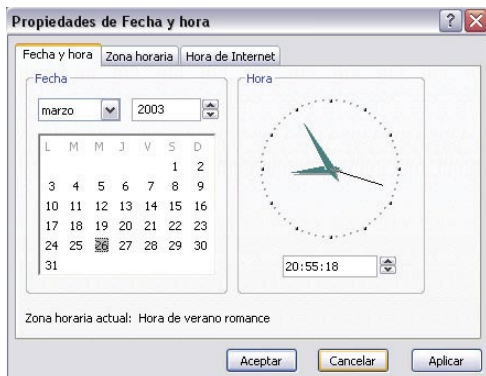 Propiedades de Fecha y hora
Fecha y hora Zona horaria Hora de Internet
Fecha
marzo 2003
L M M J V S D
1 2
3 4 5 6 7 8 9
10 11 12 13 14 15 16
17 18 19 20 21 22 23
24 25 26 27 28 29 30
31
Hora
20:55:18
Zona horaria actual: Hora de verano romance
Aceptar Cancelar Aplicar